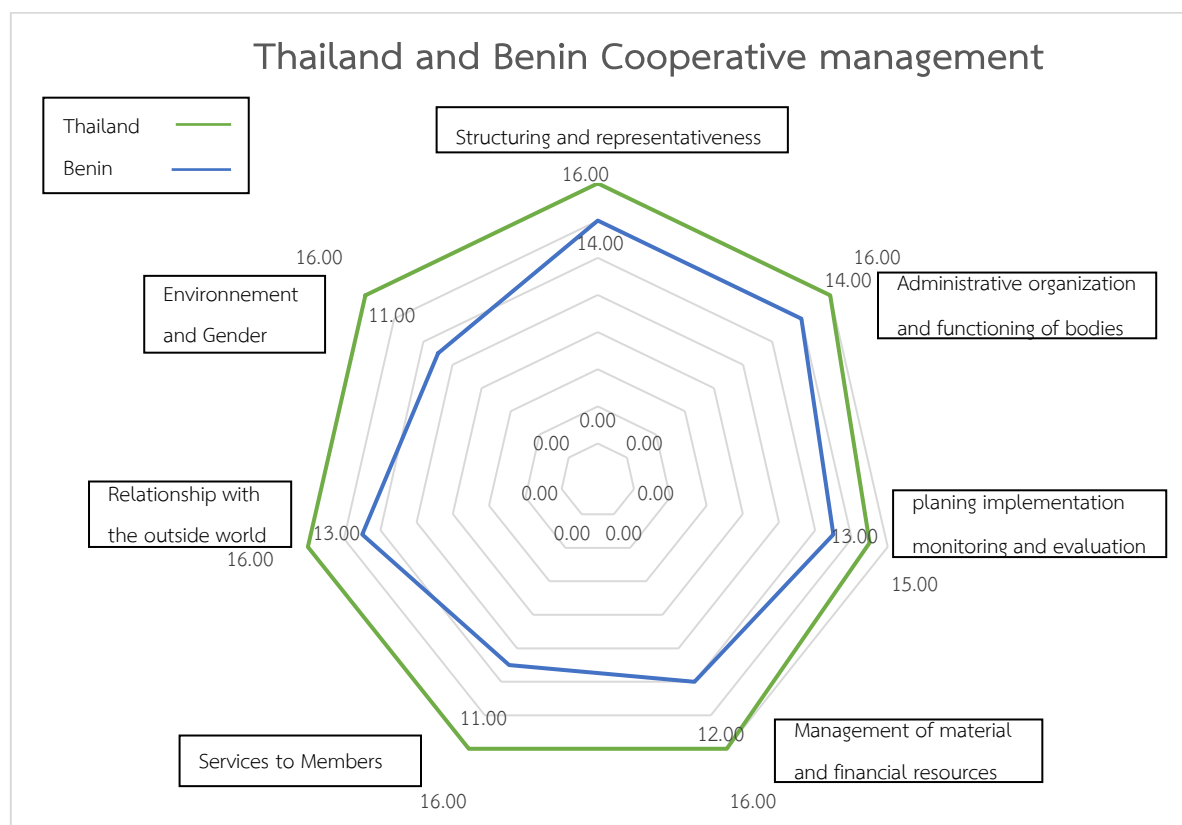 Thailand and Benin Cooperative management
Thailand
Benin
Structuring and representativeness
16.00
14.00
16.00
14.00
Administrative organization
and functioning of bodies
16.00
Environnement
and Gender
11.00
0.00
0.00
0.00
0.00
0.00
0.00
0.00
Relationship with
the outside world
13.00
16.00
planing implementation
monitoring and evaluation
13.00
15.00
11.00
12.00
Services to Members
16.00
Management of material
and financial resources
16.00